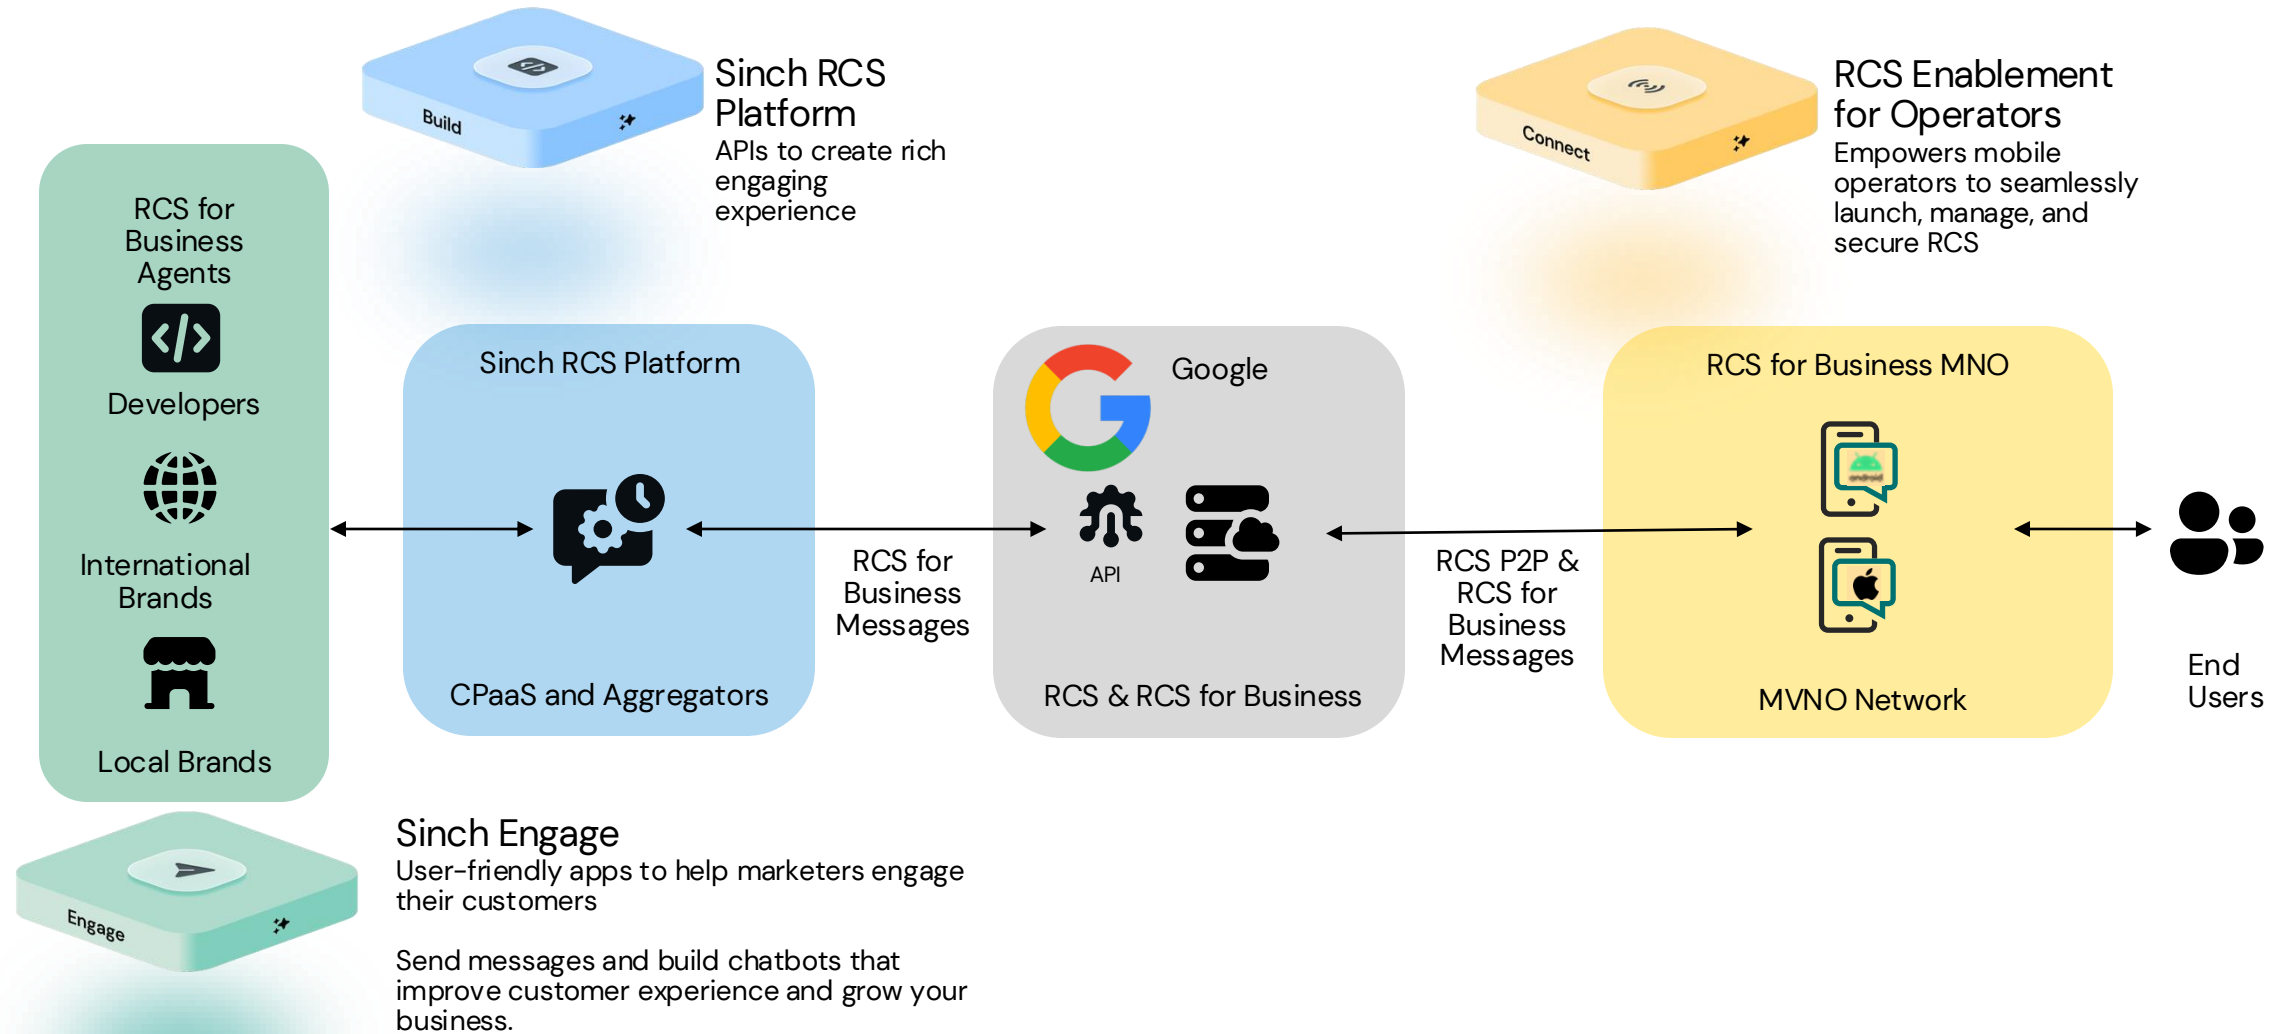 Build
Sinch RCS
Platform
APIs to create rich
engaging
experience
Connect
RCS Enablement
for Operators
Empowers mobile
operators to seamlessly
launch, manage, and
secure RCS
RCS for
Business
Agents
Developers
International
Brands
Local Brands
Sinch RCS Platform
CPaaS and Aggregators
RCS for
Business
Messages
Google
API
RCS & RCS for Business
RCS P2P &
RCS for
Business
Messages
RCS for Business MNO
android
MVNO Network
End
Users
Engage
Sinch Engage
User-friendly apps to help marketers engage
their customers
Send messages and build chatbots that
improve customer experience and grow your
business.